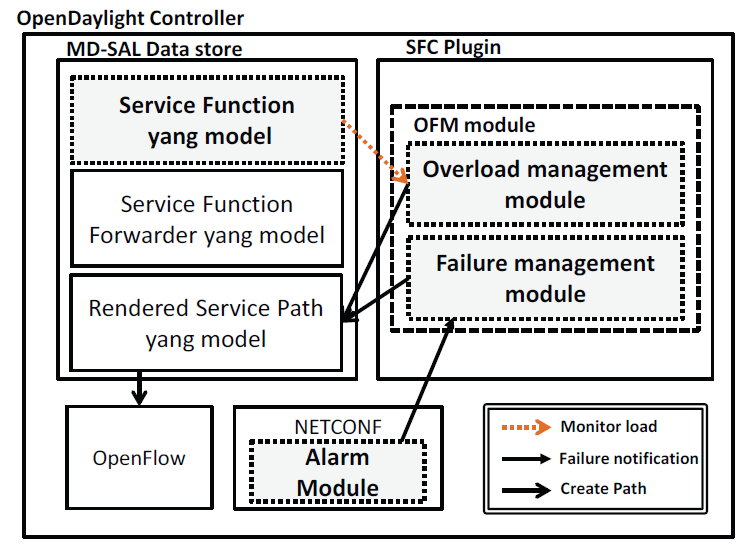 OpenDaylight Controller
MD-SAL Data store
Service Function
yang model
Service Function
Forwarder yang model
Rendered Service Path
yang model
SFC Plugin
OFM module
Overload management
module
Failure management
module
OpenFlow
NETCONF
Alarm
Module
Monitor load
Failure notification
Create Path